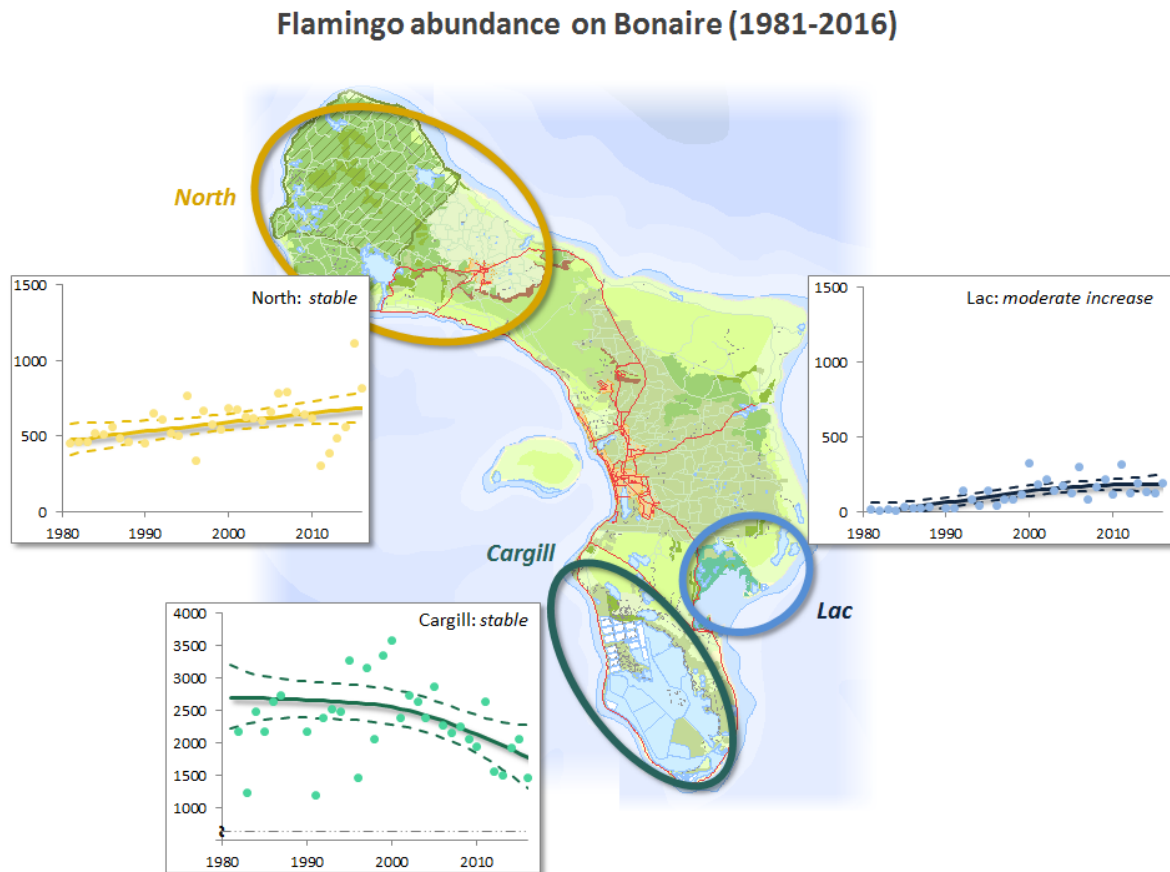 Flamingo abundance on Bonaire (1981-2016)
North
North: stable
1500
1000
500
0
1980 1990 2000 2010
Lac: moderate increase
1500
1000
500
0
1980 1990 2000 2010
Cargill
Lac
Cargill: stable
4000
3500
3000
2500
2000
1500
1000
1980 1990 2000 2010